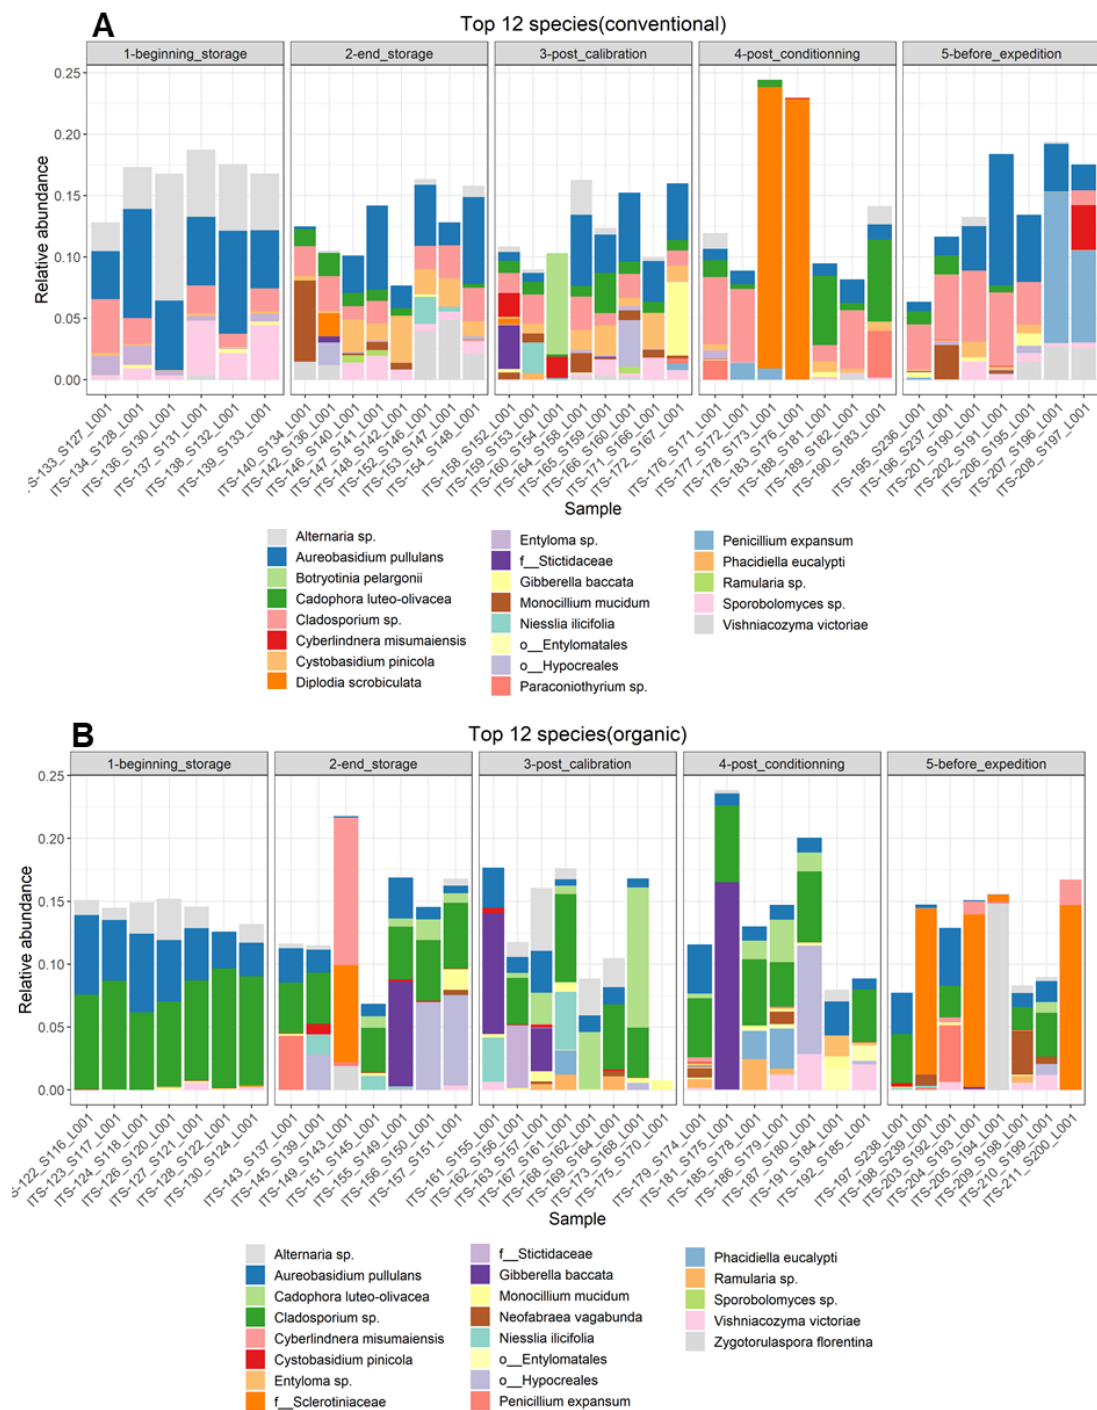 A
Top 12 species(conventional)
1-beginning_storage
2-end_storage
3-post_calibration
4-post_conditionning
5-before_expedition
Relative abundance
0.25
0.20
0.15
0.10
0.05
0.00
TS-133_S127_L001
ITS-134_S128_L001
ITS-136_S130_L001
ITS-137_S131_L001
ITS-138_S132_L001
ITS-139_S133_L001
ITS-140_S134_L001
ITS-142_S136_L001
ITS-146_S140_L001
ITS-147_S141_L001
ITS-148_S142_L001
ITS-152_S146_L001
ITS-153_S147_L001
ITS-154_S148_L001
ITS-158_S152_L001
ITS-159_S153_L001
ITS-160_S154_L001
ITS-164_S158_L001
ITS-165_S159_L001
ITS-166_S160_L001
ITS-171_S166_L001
ITS-172_S167_L001
ITS-176_S171_L001
ITS-177_S172_L001
ITS-178_S173_L001
ITS-183_S176_L001
ITS-188_S181_L001
ITS-189_S182_L001
ITS-190_S183_L001
ITS-195_S236_L001
ITS-196_S237_L001
ITS-201_S190_L001
ITS-202_S191_L001
ITS-206_S195_L001
ITS-207_S196_L001
ITS-208_S197_L001
Sample
Alternaria sp.
Aureobasidium pullulans
Botryotinia pelargonii
Cadophora luteo-olivacea
Cladosporium sp.
Cyberlindnera misumaiensis
Cystobasidium pinicola
Diplodia scrobiculata
Entyloma sp.
f__Stictidaceae
Gibberella baccata
Monocillium mucidum
Niesslia ilicifolia
o__Entylomatales
o__Hypocreales
Paraconiothyrium sp.
Penicillium expansum
Phacidiella eucalypti
Ramularia sp.
Sporobolomyces sp.
Vishniacozyma victoriae
B
Top 12 species(organic)
1-beginning_storage
2-end_storage
3-post_calibration
4-post_conditionning
5-before_expedition
Relative abundance
0.25
0.20
0.15
0.10
0.05
0.00
S-122_S116_L001
ITS-123_S117_L001
ITS-124_S118_L001
ITS-126_S120_L001
ITS-127_S121_L001
ITS-128_S122_L001
ITS-130_S124_L001
ITS-143_S137_L001
ITS-145_S139_L001
ITS-149_S143_L001
ITS-151_S145_L001
ITS-155_S149_L001
ITS-156_S150_L001
ITS-157_S151_L001
ITS-161_S155_L001
ITS-162_S156_L001
ITS-163_S157_L001
ITS-167_S161_L001
ITS-168_S162_L001
ITS-169_S164_L001
ITS-173_S168_L001
ITS-175_S170_L001
ITS-179_S174_L001
ITS-181_S175_L001
ITS-185_S178_L001
ITS-186_S179_L001
ITS-187_S180_L001
ITS-191_S184_L001
ITS-192_S185_L001
ITS-197_S238_L001
ITS-198_S239_L001
ITS-203_S192_L001
ITS-204_S193_L001
ITS-205_S194_L001
ITS-209_S198_L001
ITS-210_S199_L001
ITS-211_S200_L001
Sample
Alternaria sp.
Aureobasidium pullulans
Cadophora luteo-olivacea
Cladosporium sp.
Cyberlindnera misumaiensis
Cystobasidium pinicola
Entyloma sp.
f__Sclerotiniaceae
f__Stictidaceae
Gibberella baccata
Monocillium mucidum
Neofabraea vagabunda
Niesslia ilicifolia
o__Entylomatales
o__Hypocreales
Penicillium expansum
Phacidiella eucalypti
Ramularia sp.
Sporobolomyces sp.
Vishniacozyma victoriae
Zygotorulaspora florentina